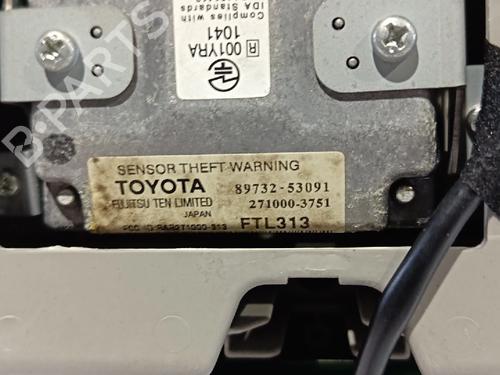 Complies with
IDA Standards
R 001YRA
1041
SENSOR THEFT WARNING
TOYOTA 89732-53091
FUJITSU TEN LIMITED 271000-3751
JAPAN
FTL313
B-PARTS